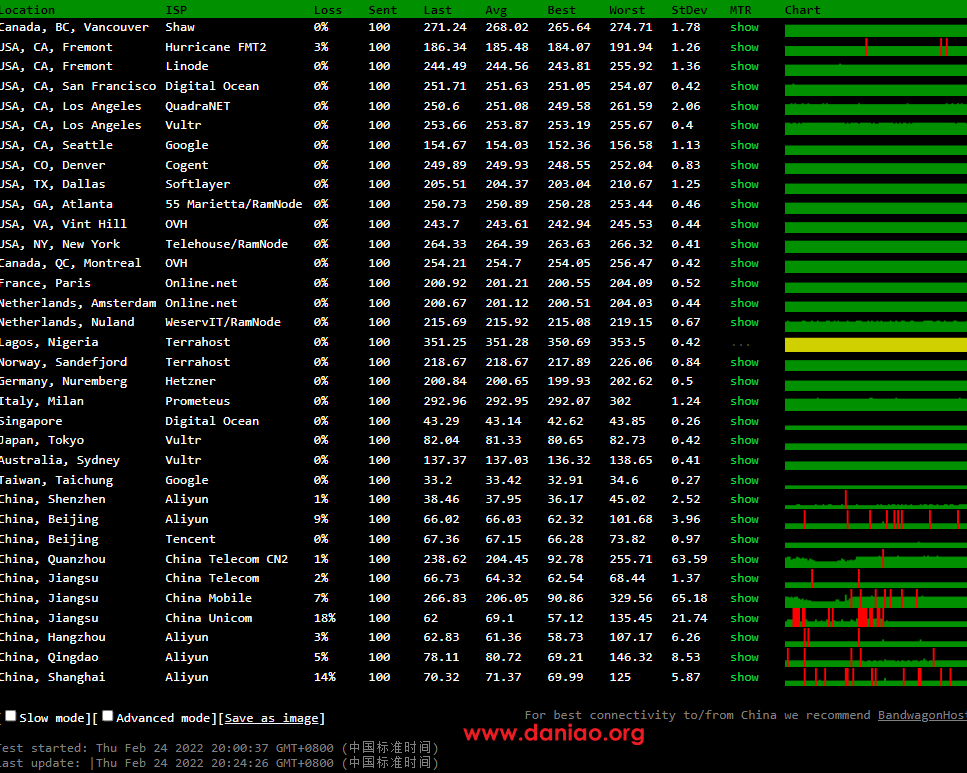 Location ISP Loss Sent Last Avg Best Worst StDev MTR Chart
Canada, BC, Vancouver Shaw 0% 100 271.24 268.02 265.64 274.71 1.78 show
USA, CA, Fremont Hurricane FMT2 3% 100 186.34 185.48 184.07 191.94 1.26 show
USA, CA, Fremont Linode 0% 100 244.49 244.56 243.81 255.92 1.36 show
USA, CA, San Francisco Digital Ocean 0% 100 251.71 251.63 251.05 254.07 0.42 show
USA, CA, Los Angeles QuadraNET 0% 100 250.6 251.08 249.58 261.59 2.06 show
USA, CA, Los Angeles Vultr 0% 100 253.66 253.87 253.19 255.67 0.4 show
USA, CA, Seattle Google 0% 100 154.67 154.03 152.36 156.58 1.13 show
USA, CO, Denver Cogent 0% 100 249.89 249.93 248.55 252.04 0.83 show
USA, TX, Dallas Softlayer 0% 100 205.51 204.37 203.04 210.67 1.25 show
USA, GA, Atlanta 55 Marietta/RamNode 0% 100 250.73 250.89 250.28 253.44 0.46 show
USA, VA, Vint Hill OVH 0% 100 243.7 243.61 242.94 245.53 0.44 show
USA, NY, New York Telehouse/RamNode 0% 100 264.33 264.39 263.63 266.32 0.41 show
Canada, QC, Montreal OVH 0% 100 254.21 254.7 254.05 256.47 0.42 show
France, Paris Online.net 0% 100 200.92 201.21 200.55 204.09 0.52 show
Netherlands, Amsterdam Online.net 0% 100 200.67 201.12 200.51 204.03 0.44 show
Netherlands, Nuland WeservIT/RamNode 0% 100 215.69 215.92 215.08 219.15 0.67 show
Lagos, Nigeria Terrahost 0% 100 351.25 351.28 350.69 353.5 0.42 ...
Norway, Sandefjord Terrahost 0% 100 218.67 218.67 217.89 226.06 0.84 show
Germany, Nuremberg Hetzner 0% 100 200.84 200.65 199.93 202.62 0.5 show
Italy, Milan Prometeus 0% 100 292.96 292.95 292.07 302 1.24 show
Singapore Digital Ocean 0% 100 43.29 43.14 42.62 43.85 0.26 show
Japan, Tokyo Vultr 0% 100 82.04 81.33 80.65 82.73 0.42 show
Australia, Sydney Vultr 0% 100 137.37 137.03 136.32 138.65 0.41 show
Taiwan, Taichung Google 0% 100 33.2 33.42 32.91 34.6 0.27 show
China, Shenzhen Aliyun 1% 100 38.46 37.95 36.17 45.02 2.52 show
China, Beijing Aliyun 9% 100 66.02 66.03 62.32 101.68 3.96 show
China, Beijing Tencent 0% 100 67.36 67.15 66.28 73.82 0.97 show
China, Quanzhou China Telecom CN2 1% 100 238.62 204.45 92.78 255.71 63.59 show
China, Jiangsu China Telecom 2% 100 66.73 64.32 62.54 68.44 1.37 show
China, Jiangsu China Mobile 7% 100 266.83 206.05 90.86 329.56 65.18 show
China, Jiangsu China Unicom 18% 100 62 69.1 57.12 135.45 21.74 show
China, Hangzhou Aliyun 3% 100 62.83 61.36 58.73 107.17 6.26 show
China, Qingdao Aliyun 5% 100 78.11 80.72 69.21 146.32 8.53 show
China, Shanghai Aliyun 14% 100 70.32 71.37 69.99 125 5.87 show
[Slow mode][Advanced mode][Save as image]
For best connectivity to/from China we recommend BandwagonHost
www.daniao.org
Test started: Thu Feb 24 2022 20:00:37 GMT+0800 (中国标准时间)
Last update: |Thu Feb 24 2022 20:24:26 GMT+0800 (中国标准时间)